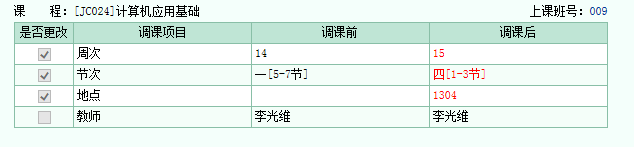 课 程：[JC024]计算机应用基础 上课班号：009
是否更改 调课项目 调课前 调课后
周次 14 15
节次 一[5-7节] 四[1-3节]
地点 1304
教师 李光维 李光维